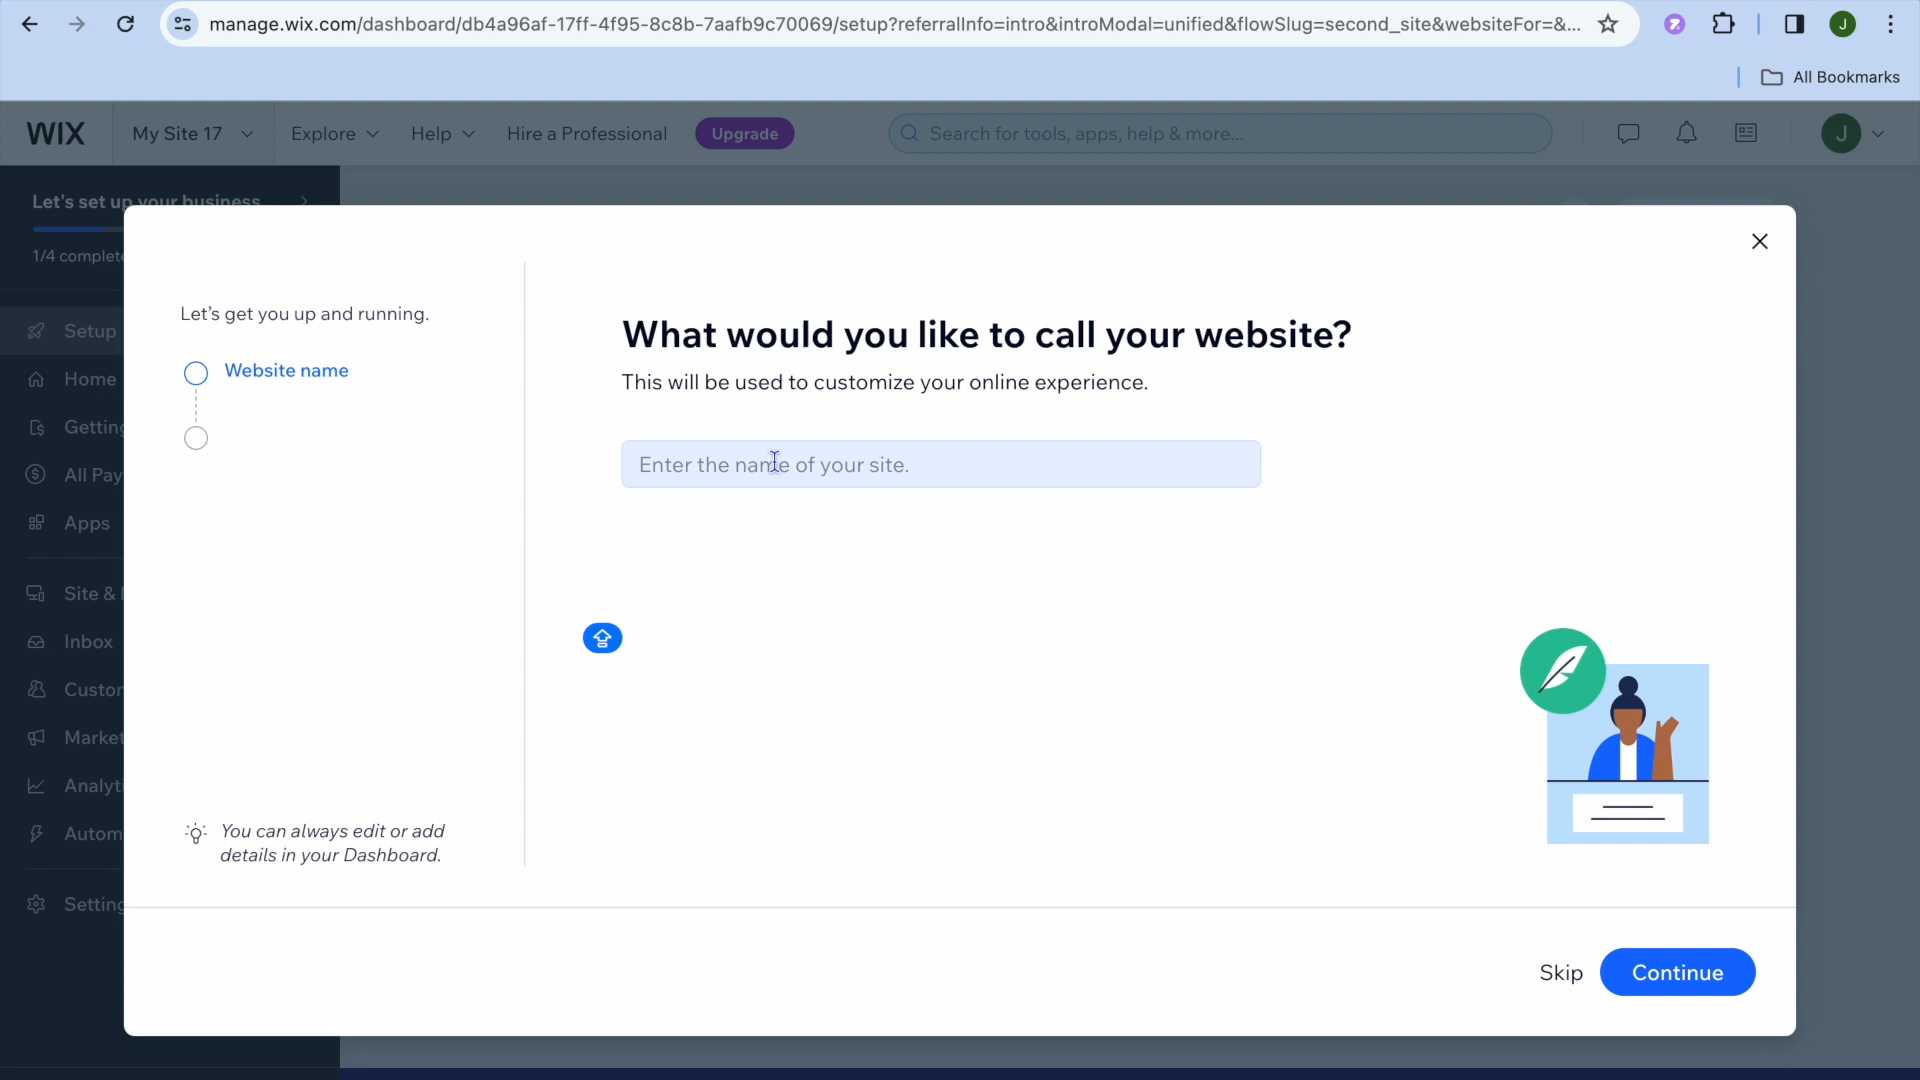 manage.wix.com/dashboard/db4a96af-17ff-4f95-8c8b-7aafb9c70069/setup?referralInfo=intro&introModal=unified&flowSlug=second_site&websiteFor=&...
J
All Bookmarks
WIX
My Site 17
Explore
Help
Hire a Professional
Upgrade
Search for tools, apps, help & more...
J
Let's set up your business
1/4 complete
Setup
Home
Getting
All Pay
Apps
Site &
Inbox
Custor
Market
Analyti
Autom
Setting
Let's get you up and running.
Website name
You can always edit or add
details in your Dashboard.
What would you like to call your website?
This will be used to customize your online experience.
Enter the name of your site.
Skip
Continue